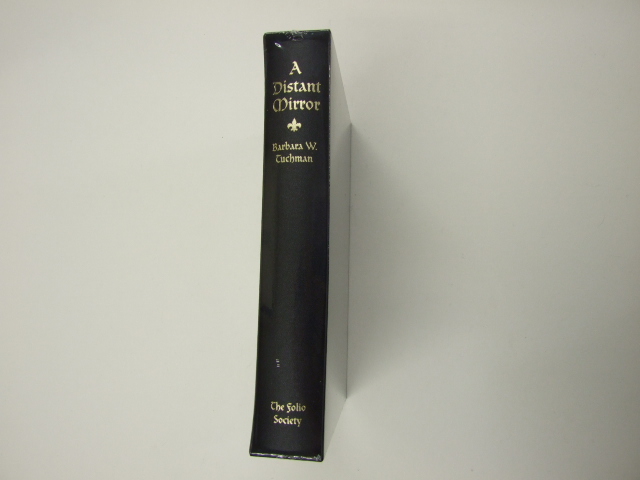 A
Distant
Mirror
Barbara W.
Tuchman
The Folio
Society